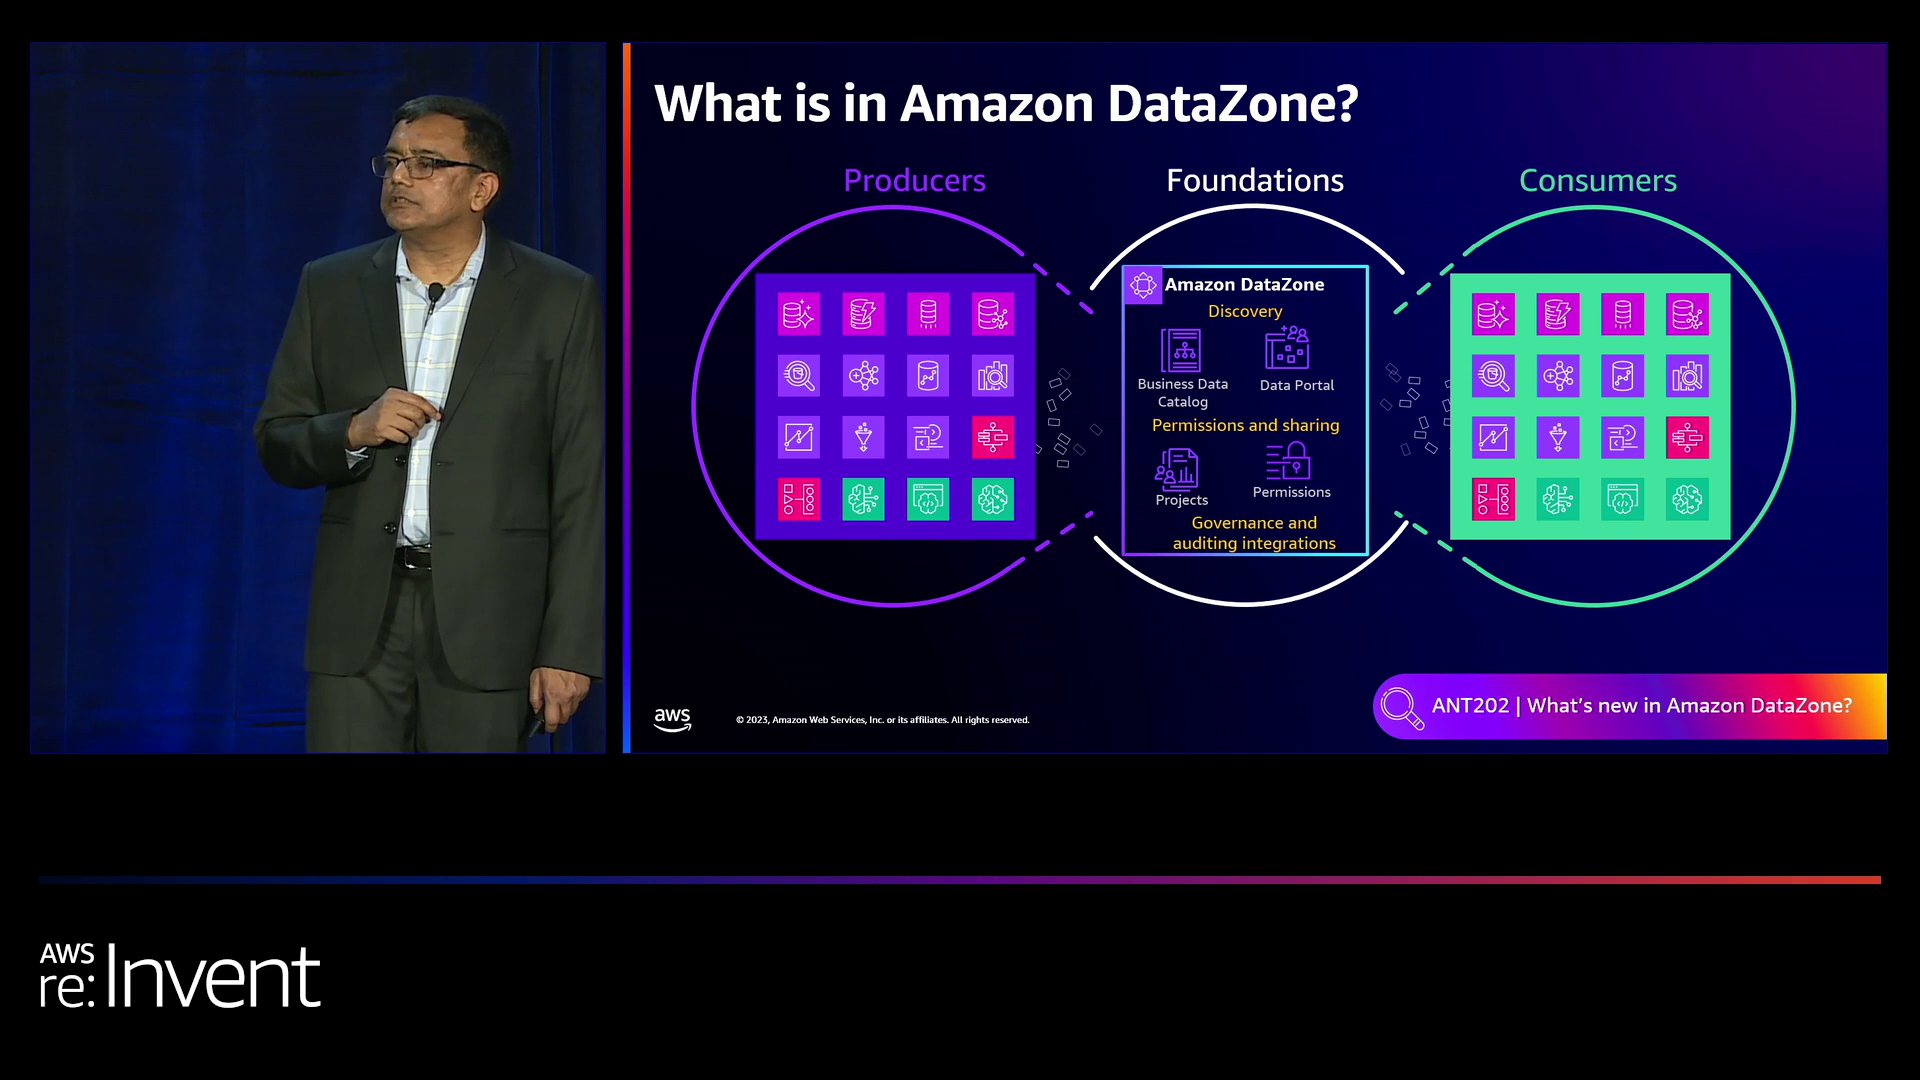 What is in Amazon DataZone?
Producers
Foundations
Consumers
Amazon DataZone
Discovery
Business Data
Catalog
Data Portal
Permissions and sharing
Projects
Permissions
Governance and
auditing integrations
aws
© 2023, Amazon Web Services, Inc. or its affiliates. All rights reserved.
ANT202 | What's new in Amazon DataZone?
AWS
re:Invent